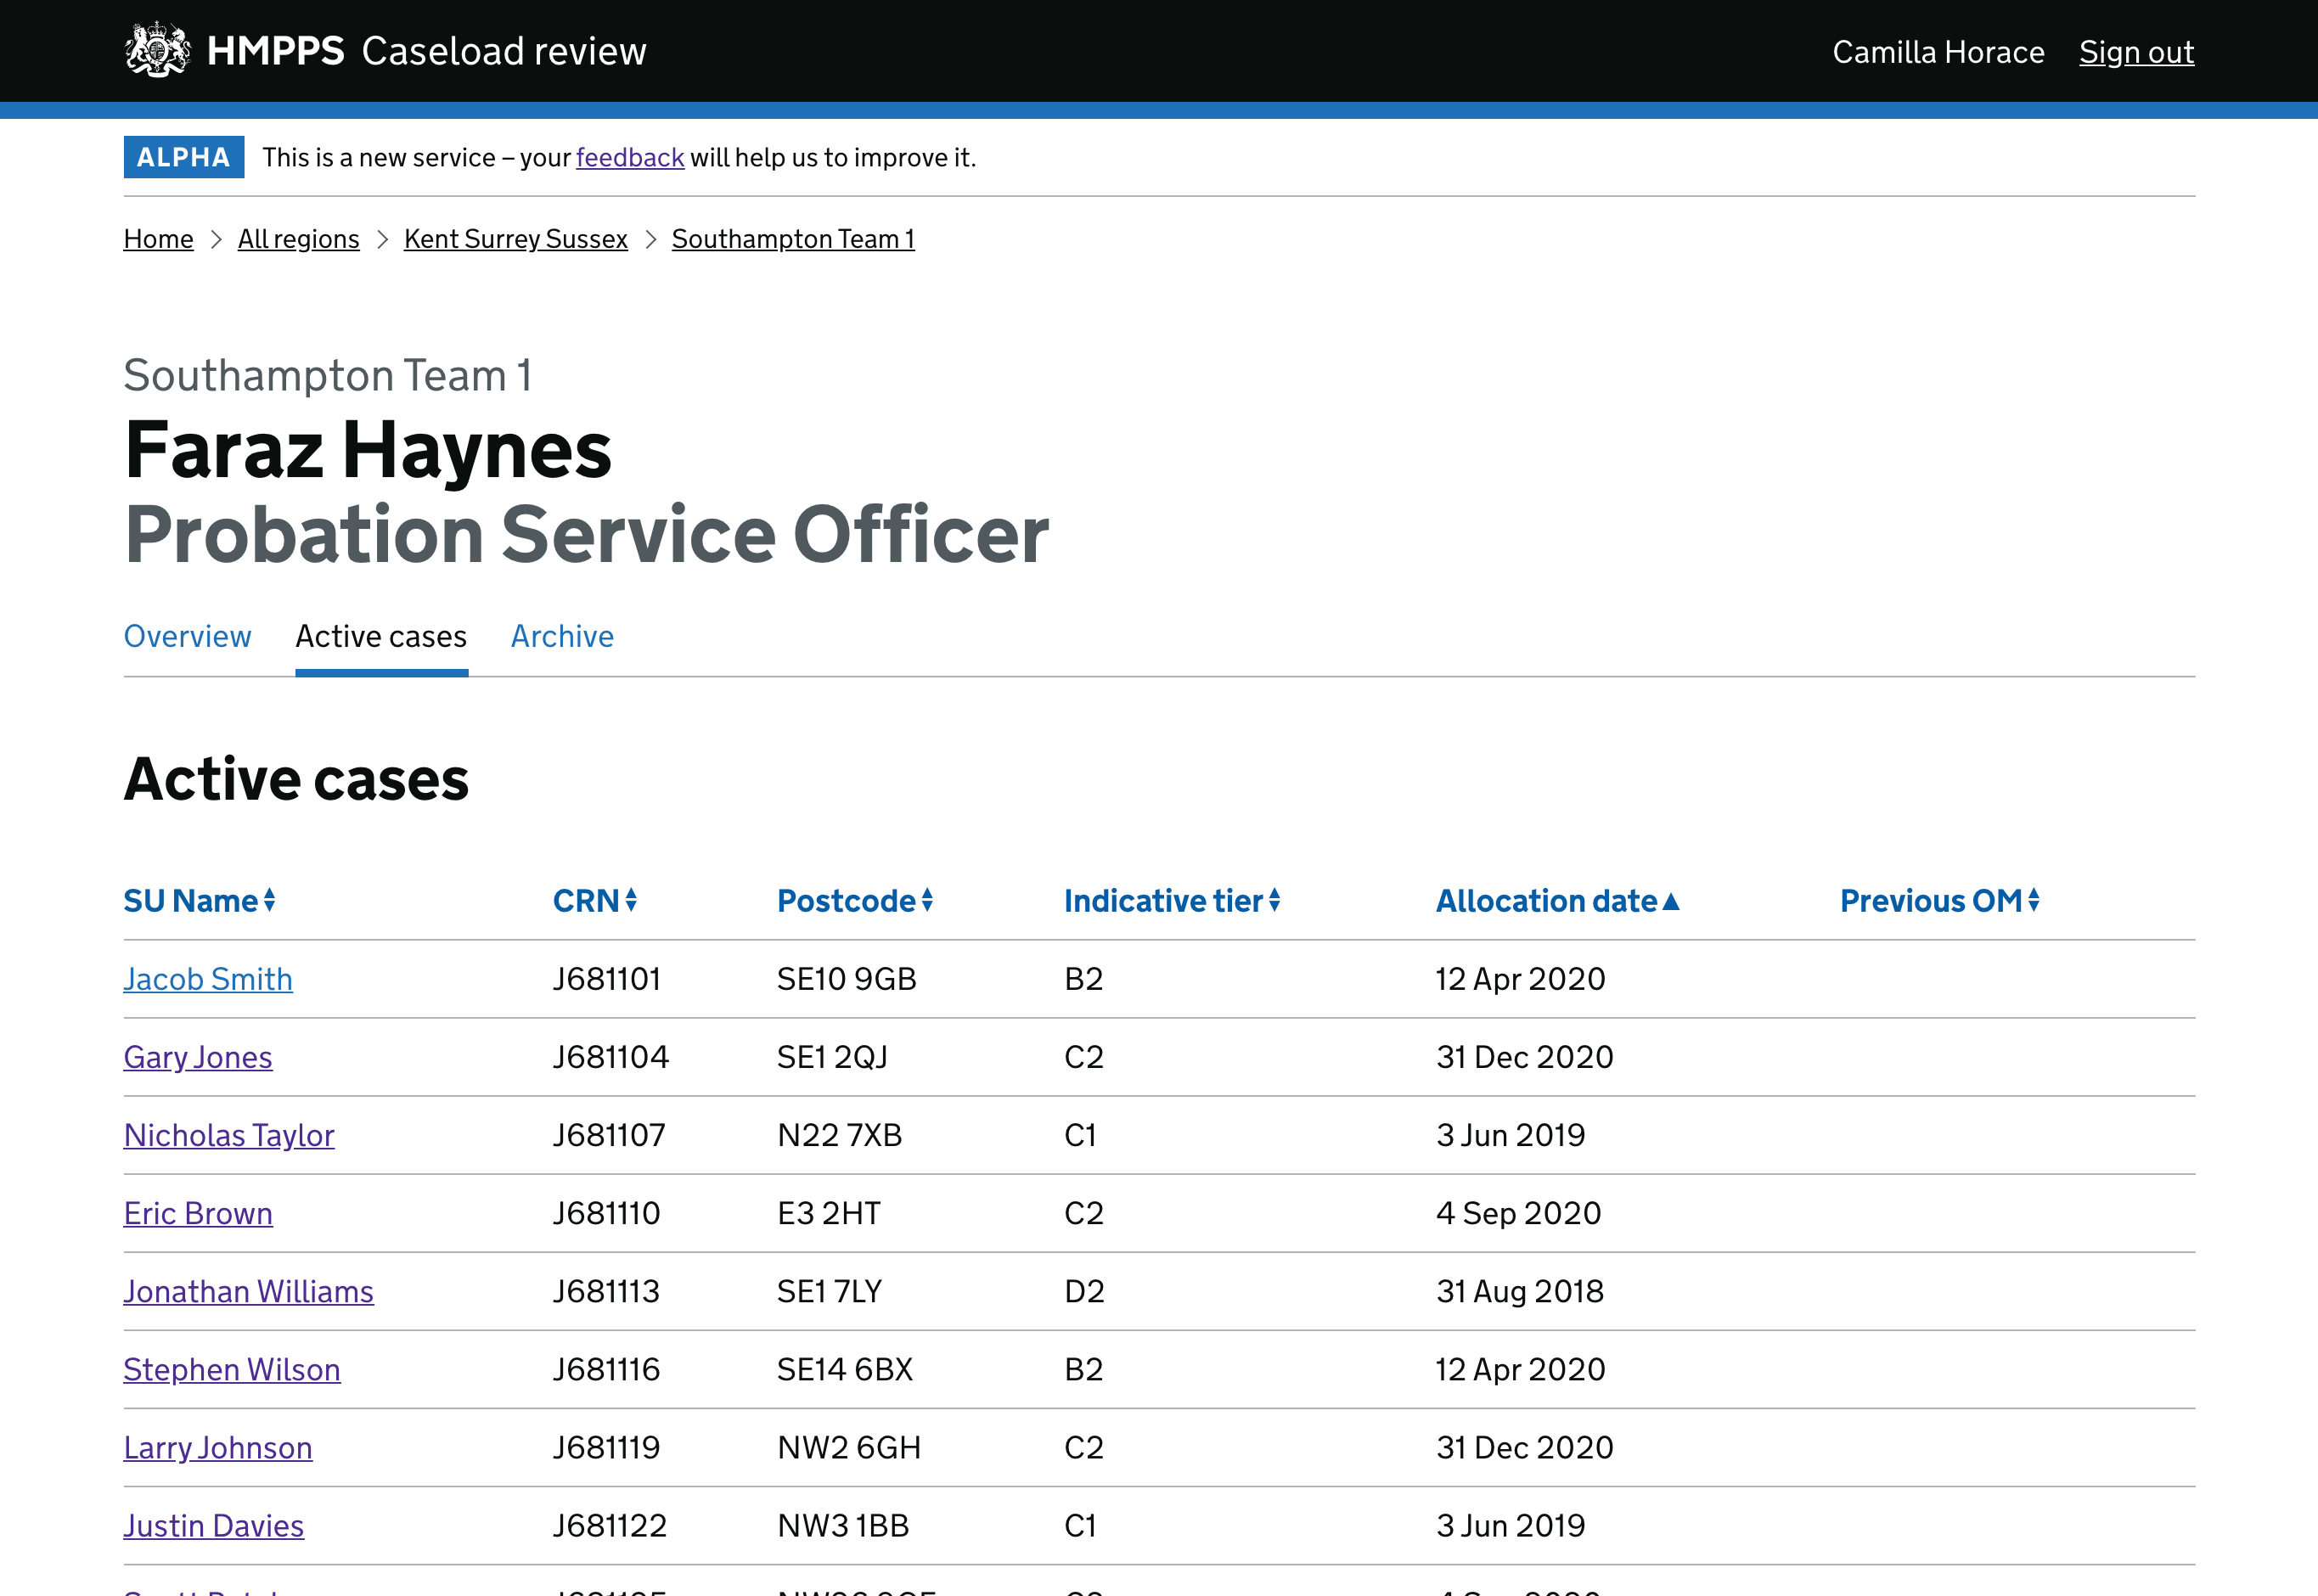 HMPPS Caseload review Camilla Horace Sign out
ALPHA This is a new service – your feedback will help us to improve it.
Home All regions Kent Surrey Sussex Southampton Team 1
Southampton Team 1
Faraz Haynes
Probation Service Officer
Overview Active cases Archive
Active cases
SU Name CRN Postcode Indicative tier Allocation date Previous OM
Jacob Smith J681101 SE10 9GB B2 12 Apr 2020
Gary Jones J681104 SE1 2QJ C2 31 Dec 2020
Nicholas Taylor J681107 N22 7XB C1 3 Jun 2019
Eric Brown J681110 E3 2HT C2 4 Sep 2020
Jonathan Williams J681113 SE1 7LY D2 31 Aug 2018
Stephen Wilson J681116 SE14 6BX B2 12 Apr 2020
Larry Johnson J681119 NW2 6GH C2 31 Dec 2020
Justin Davies J681122 NW3 1BB C1 3 Jun 2019